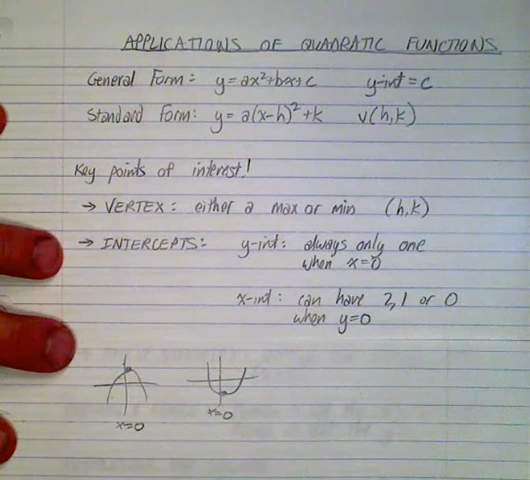 APPLICATIONS OF QUADRATIC FUNCTIONS
General Form: y=ax²+bx+c y-int=c
Standard Form: y=a(x-h)²+k V(h,k)
Key points of interest!
→ VERTEX: either a max or min (h,k)
→ INTERCEPTS: y-int: always only one
when x=0
x-int: can have 2,1 or 0
when y=0
x=0 x=0